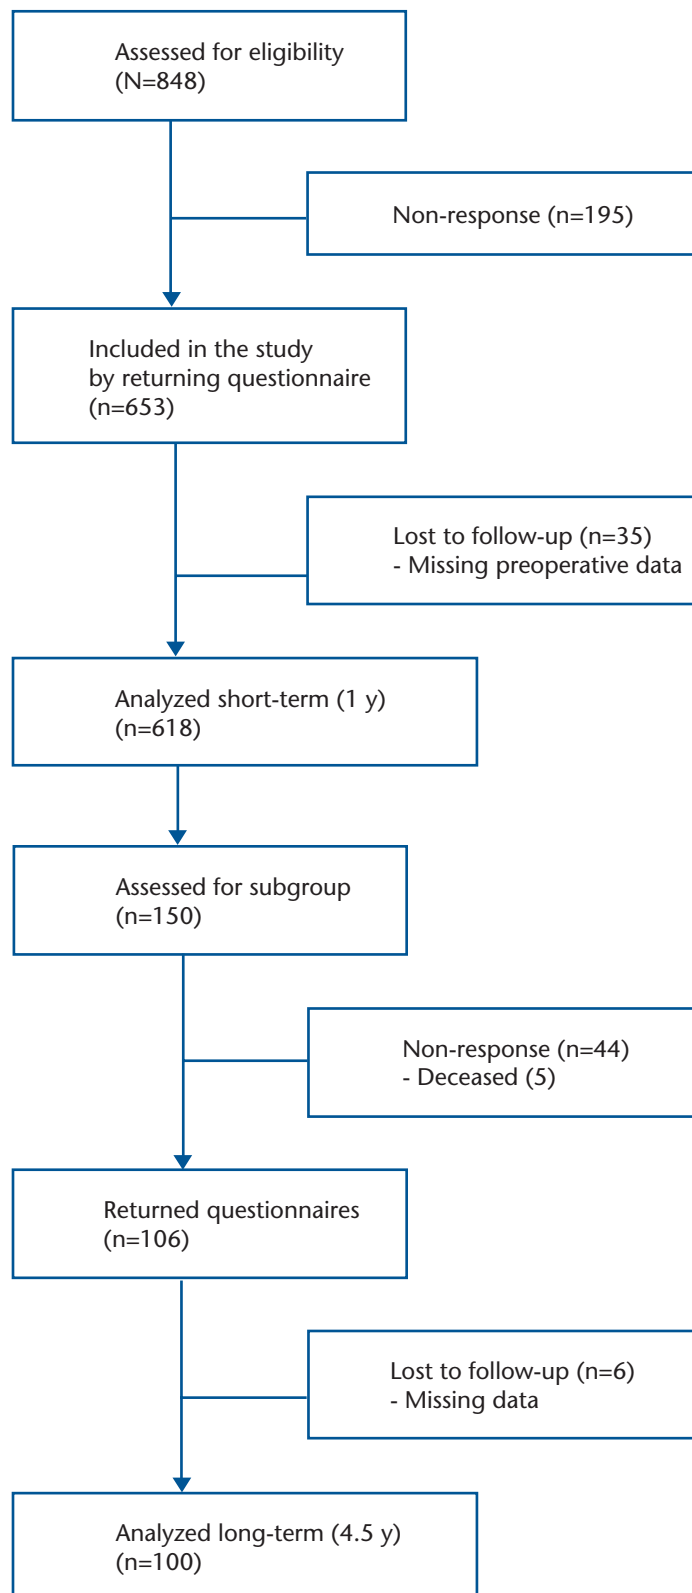 Assessed for eligibility
(N=848)
Non-response (n=195)
Included in the study
by returning questionnaire
(n=653)
Lost to follow-up (n=35)
- Missing preoperative data
Analyzed short-term (1 y)
(n=618)
Assessed for subgroup
(n=150)
Non-response (n=44)
- Deceased (5)
Returned questionnaires
(n=106)
Lost to follow-up (n=6)
- Missing data
Analyzed long-term (4.5 y)
(n=100)